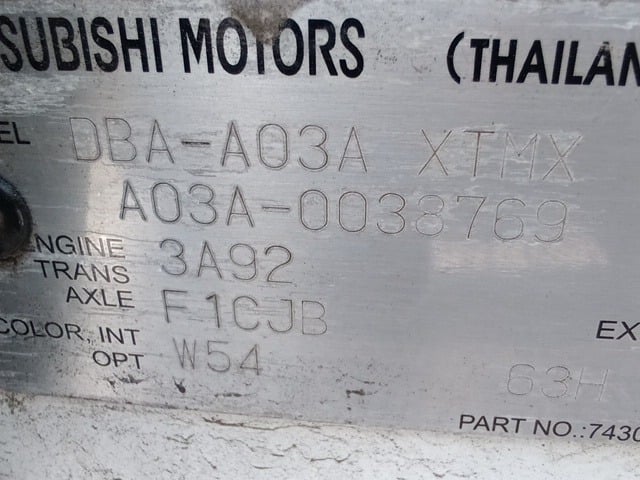 SUBISHI MOTORS (THAILAN
EL DBA-A03A XTMX
A03A-0038769
NGINE 3A92
TRANS
AXLE F1CJB
COLOR, INT W54 EX
OPT 63H
PART NO.:7430